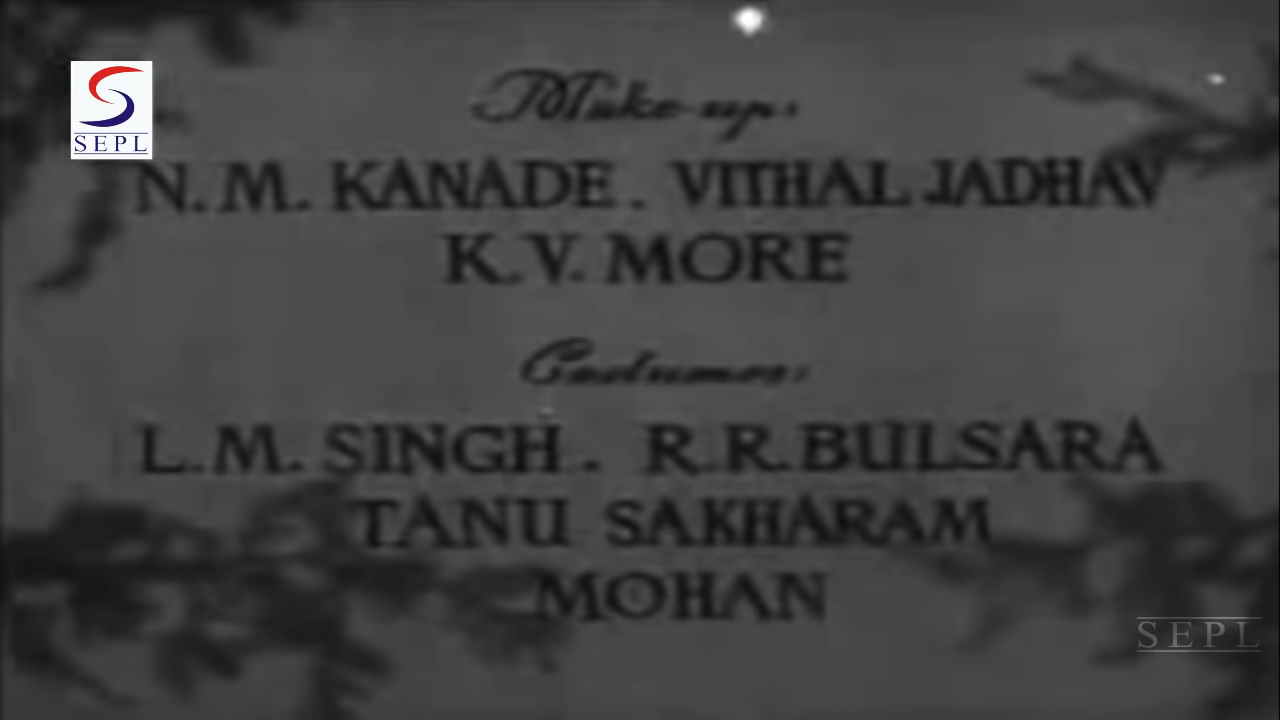 SEPL
Make-up:
N. M. KANADE. VITHAL JADHAV
K. V. MORE
Costumes:
L. M. SINGH. R. R. BULSARA
TANU SAKHARAM
MOHAN
SEPL